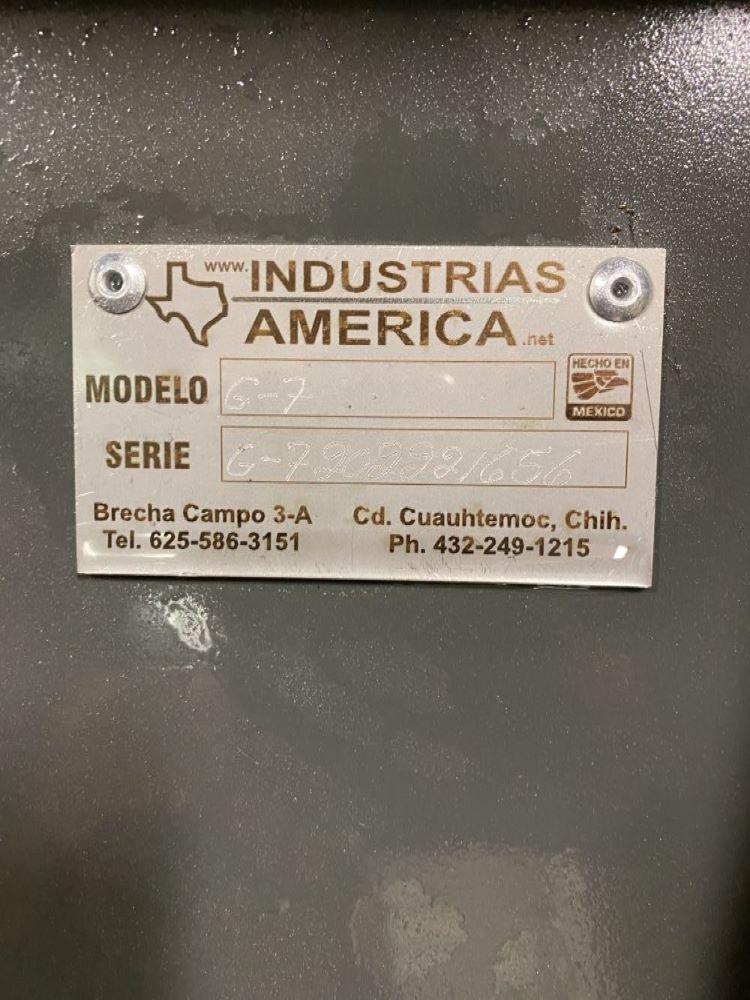 www. INDUSTRIAS
AMERICA .net
HECHO EN
MEXICO
MODELO G-7
SERIE G-7202221656
Brecha Campo 3-A Cd. Cuauhtemoc, Chih.
Tel. 625-586-3151 Ph. 432-249-1215